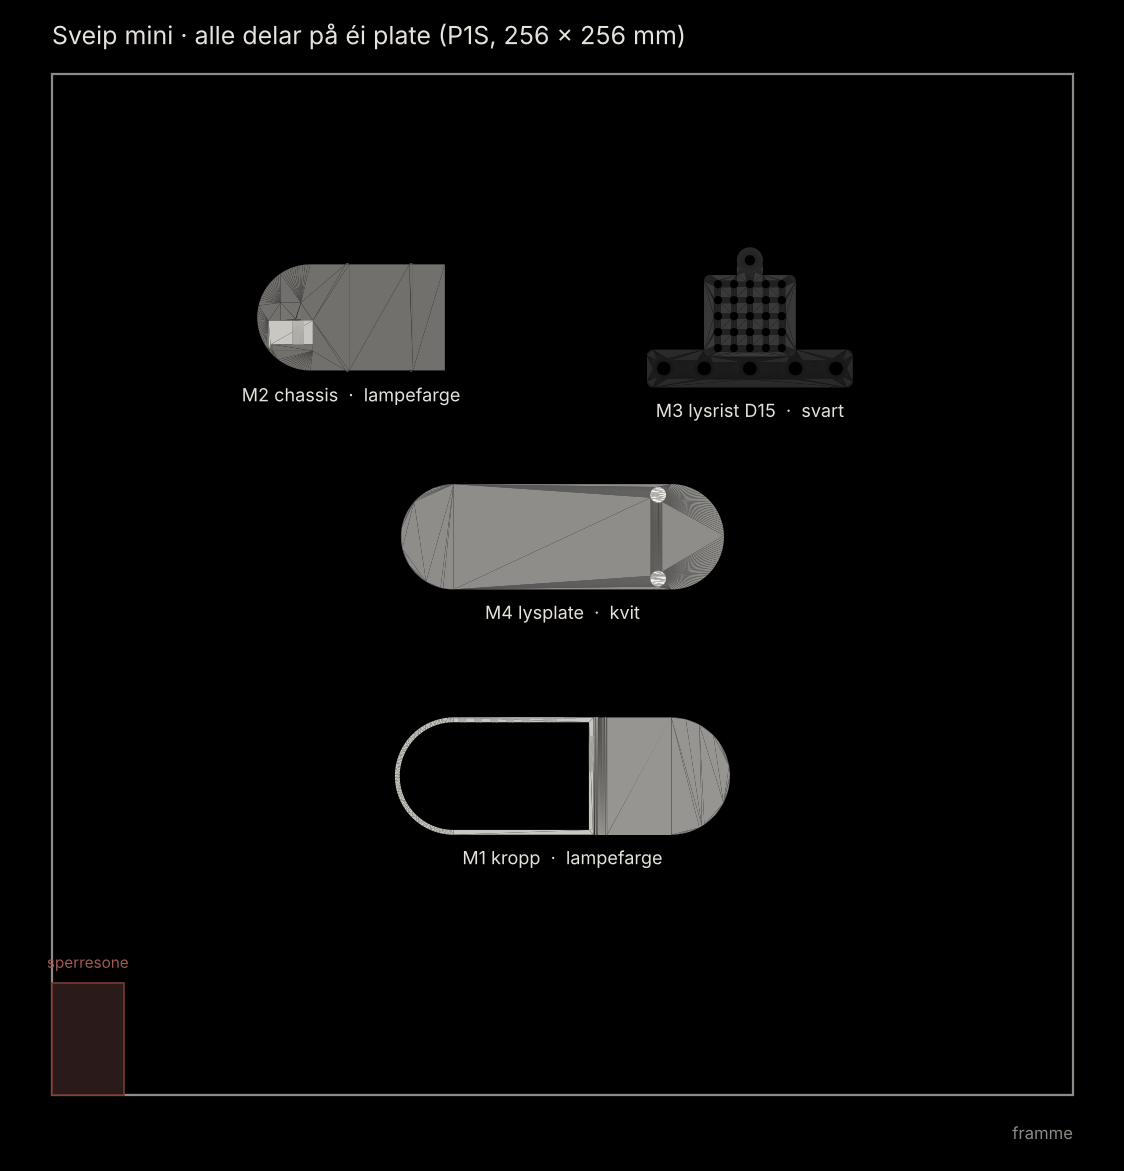 Sveip mini · alle delar på éi plate (P1S, 256 × 256 mm)
M2 chassis · lampefarge
M3 lysrist D15 · svart
M4 lysplate · kvit
M1 kropp · lampefarge
sperresone
framme